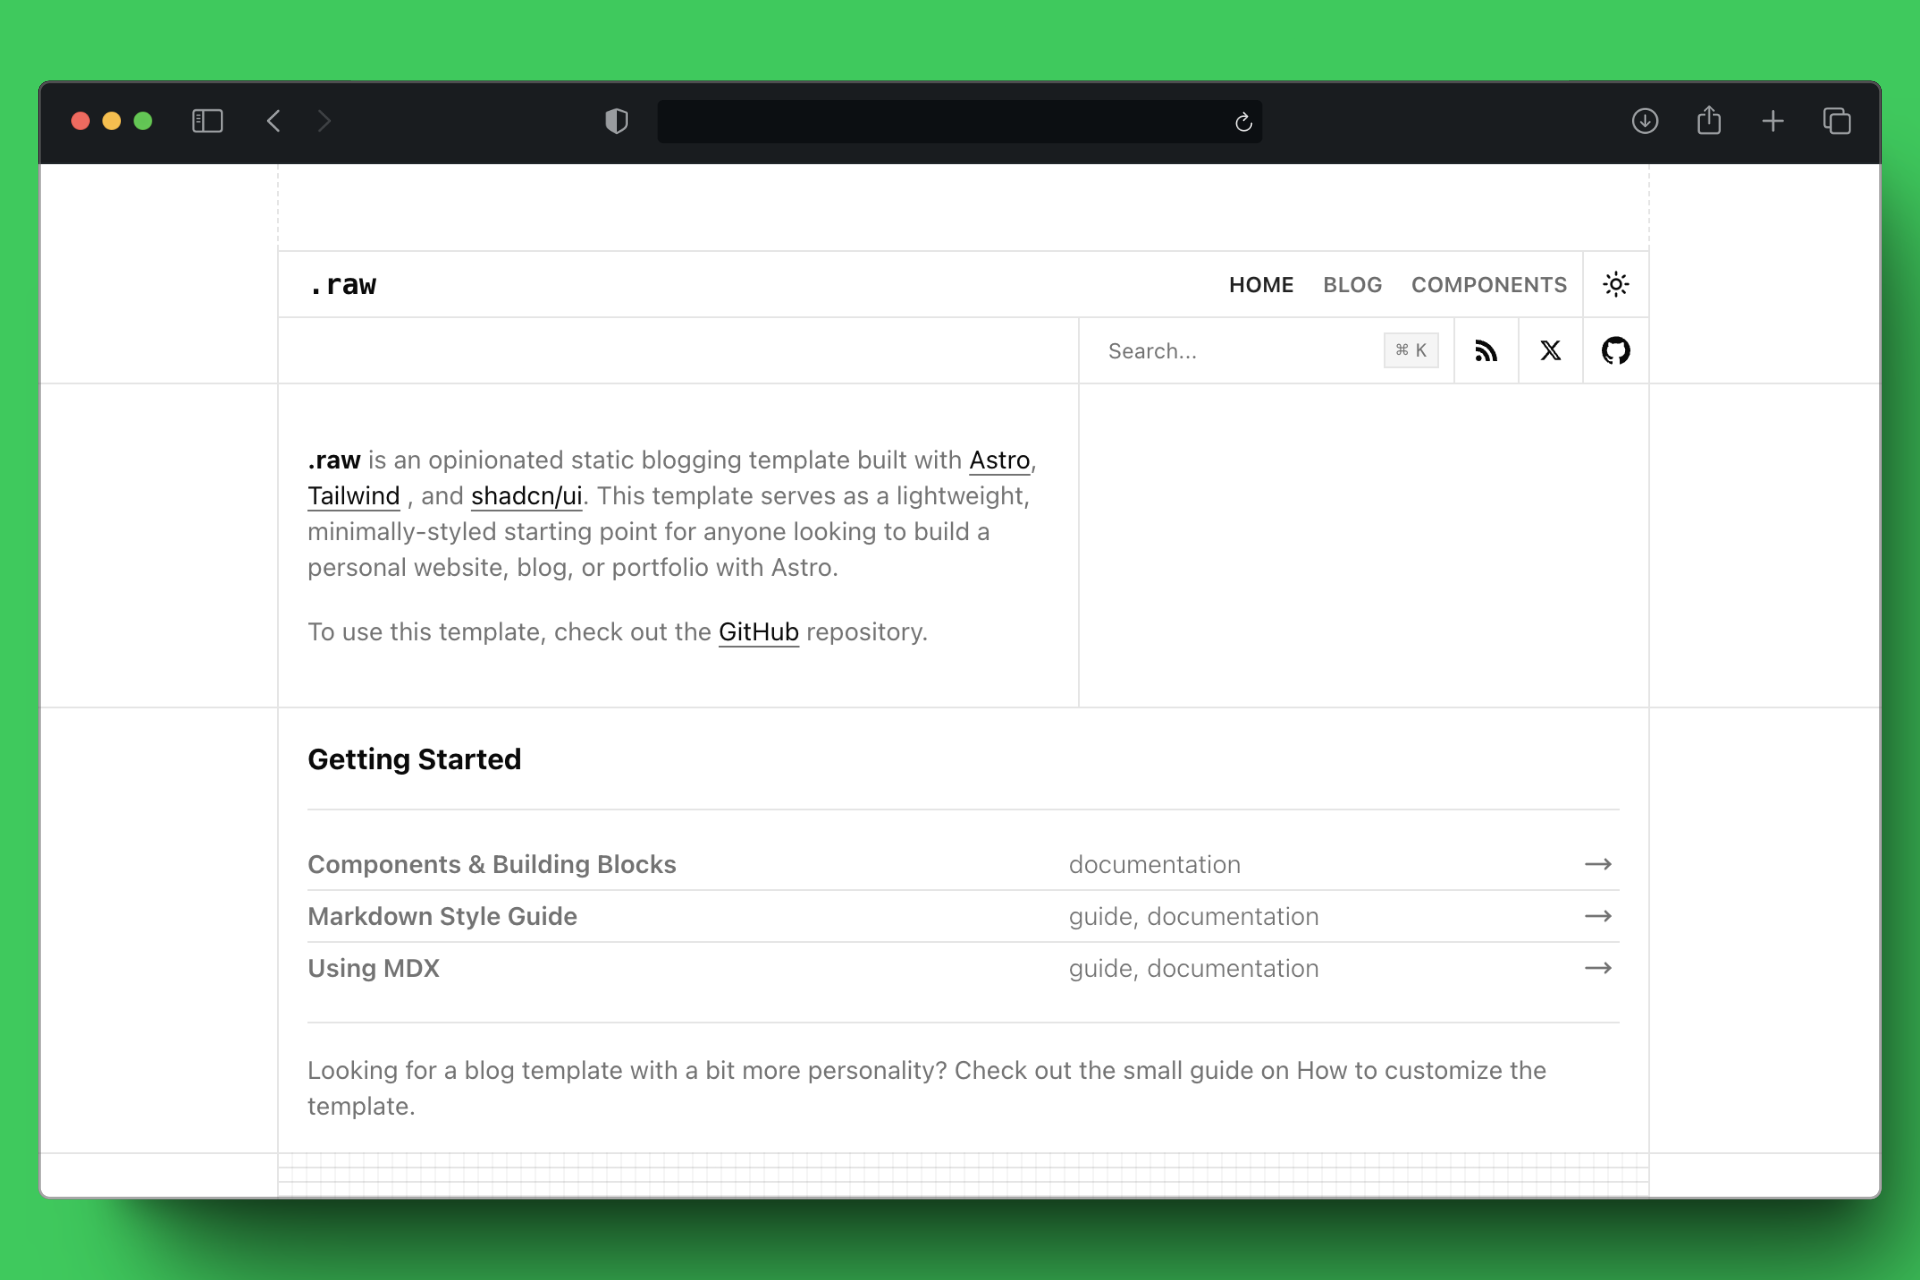 .raw
HOME BLOG COMPONENTS
Search... ⌘ K
.raw is an opinionated static blogging template built with Astro,
Tailwind , and shadcn/ui. This template serves as a lightweight,
minimally-styled starting point for anyone looking to build a
personal website, blog, or portfolio with Astro.
To use this template, check out the GitHub repository.
Getting Started
Components & Building Blocks documentation →
Markdown Style Guide guide, documentation →
Using MDX guide, documentation →
Looking for a blog template with a bit more personality? Check out the small guide on How to customize the
template.